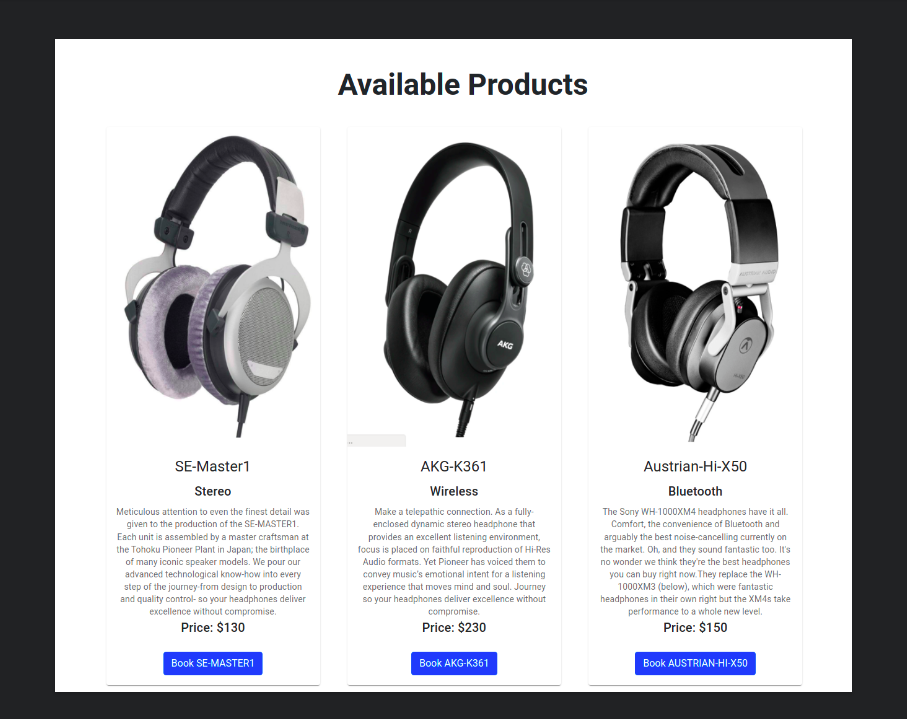 Available Products
AKG
SE-Master1
Stereo
Meticulous attention to even the finest detail was
given to the production of the SE-MASTER1.
Each unit is assembled by a master craftsman at
the Tohoku Pioneer Plant in Japan; the birthplace
of many iconic speaker models. We pour our
advanced technological know-how into every
step of the journey-from design to production
and quality control- so your headphones deliver
excellence without compromise.
Price: $130
Book SE-MASTER1
AKG-K361
Wireless
Make a telepathic connection. As a fully-
enclosed dynamic stereo headphone that
provides an excellent listening environment,
focus is placed on faithful reproduction of Hi-Res
Audio formats. Yet Pioneer has voiced them to
convey music's emotional intent for a listening
experience that moves mind and soul. Journey
so your headphones deliver excellence without
compromise.
Price: $230
Book AKG-K361
Austrian-Hi-X50
Bluetooth
The Sony WH-1000XM4 headphones have it all.
Comfort, the convenience of Bluetooth and
arguably the best noise-cancelling currently on
the market. Oh, and they sound fantastic too. It's
no wonder we think they're the best headphones
you can buy right now.They replace the WH-
1000XM3 (below), which were fantastic
headphones in their own right but the XM4s take
performance to a whole new level.
Price: $150
Book AUSTRIAN-HI-X50